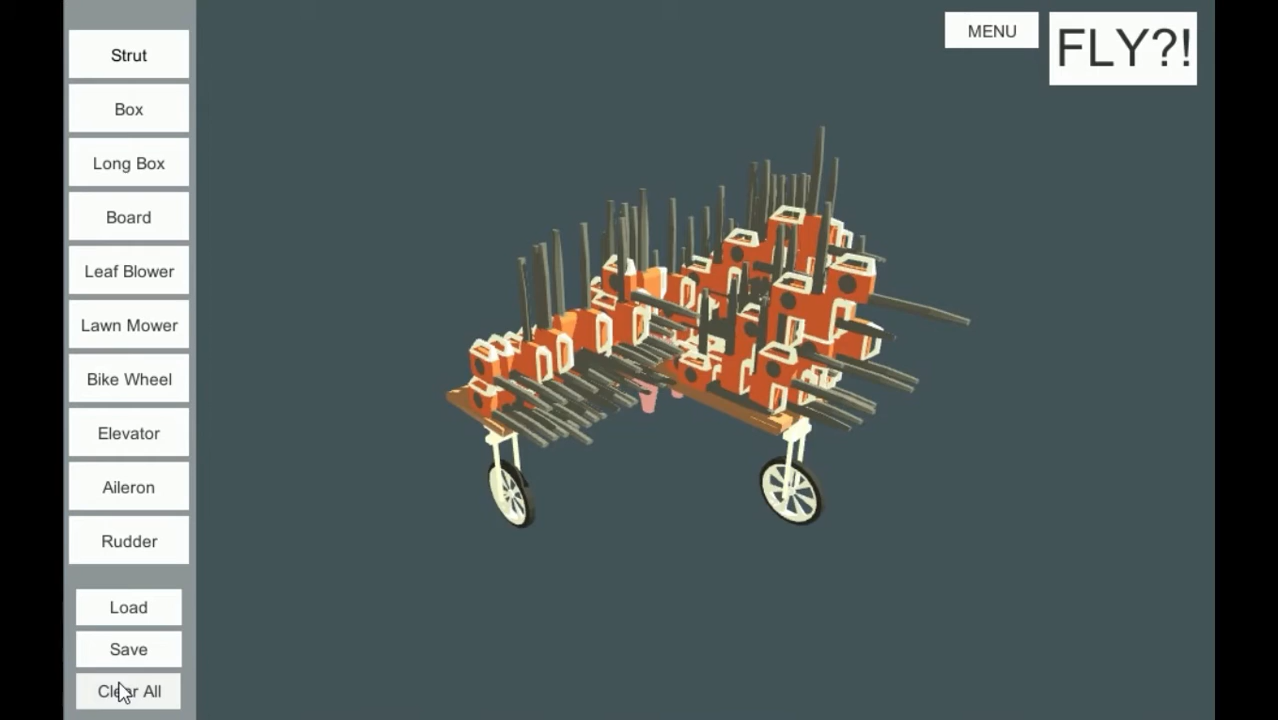 Strut
Box
Long Box
Board
Leaf Blower
Lawn Mower
Bike Wheel
Elevator
Aileron
Rudder
Load
Save
Clear All
MENU
FLY?!